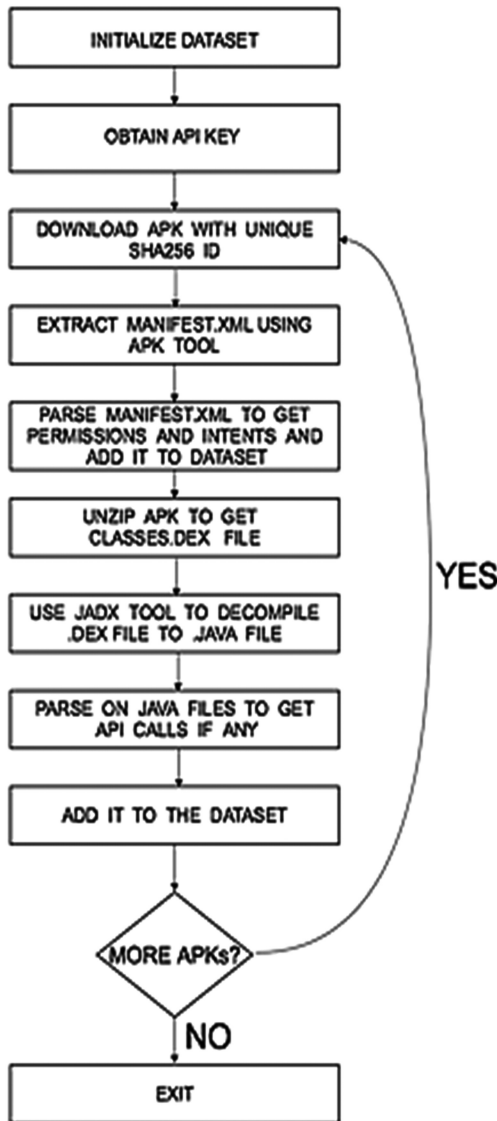 INITIALIZE DATASET
OBTAIN API KEY
DOWNLOAD APK WITH UNIQUE
SHA256 ID
EXTRACT MANIFEST.XML USING
APK TOOL
PARSE MANIFEST.XML TO GET
PERMISSIONS AND INTENTS AND
ADD IT TO DATASET
UNZIP APK TO GET
CLASSES.DEX FILE
USE JADX TOOL TO DECOMPILE
.DEX FILE TO .JAVA FILE
PARSE ON JAVA FILES TO GET
API CALLS IF ANY
ADD IT TO THE DATASET
MORE APKs?
YES
NO
EXIT